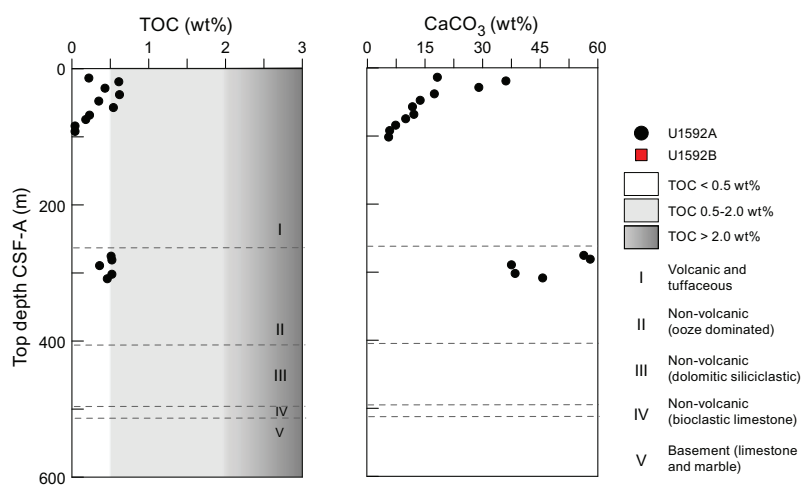 TOC (wt%)
0 1 2 3
CaCO₃ (wt%)
0 15 30 45 60
Top depth CSF-A (m)
0
200
400
600
I
II
III
IV
V
U1592A
U1592B
TOC < 0.5 wt%
TOC 0.5-2.0 wt%
TOC > 2.0 wt%
I Volcanic and
tuffaceous
II Non-volcanic
(ooze dominated)
III Non-volcanic
(dolomitic siliciclastic)
IV Non-volcanic
(bioclastic limestone)
V Basement (limestone
and marble)